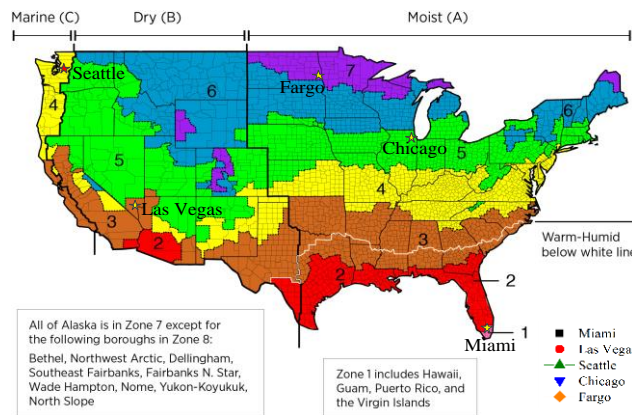 Marine (C)
Dry (B)
Moist (A)
Seattle
7
Fargo
6
6
4
Chicago
5
5
4
Las Vegas
3
3
2
2
Warm-Humid
below white line
2
1
Miami
All of Alaska is in Zone 7 except for
the following boroughs in Zone 8:
Bethel, Northwest Arctic, Dellingham,
Southeast Fairbanks, Fairbanks N. Star,
Wade Hampton, Nome, Yukon-Koyukuk,
North Slope
Zone 1 includes Hawaii,
Guam, Puerto Rico, and
the Virgin Islands
Miami
Las Vegas
Seattle
Chicago
Fargo